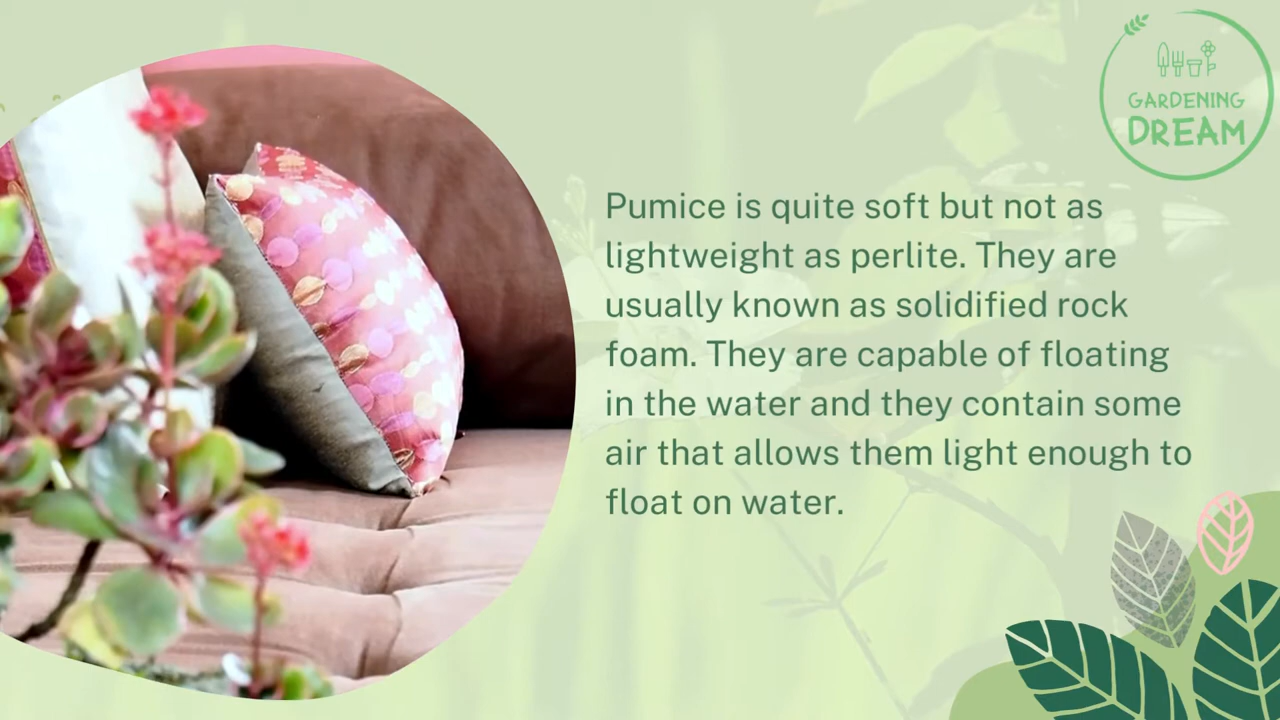 GARDENING
DREAM
Pumice is quite soft but not as
lightweight as perlite. They are
usually known as solidified rock
foam. They are capable of floating
in the water and they contain some
air that allows them light enough to
float on water.